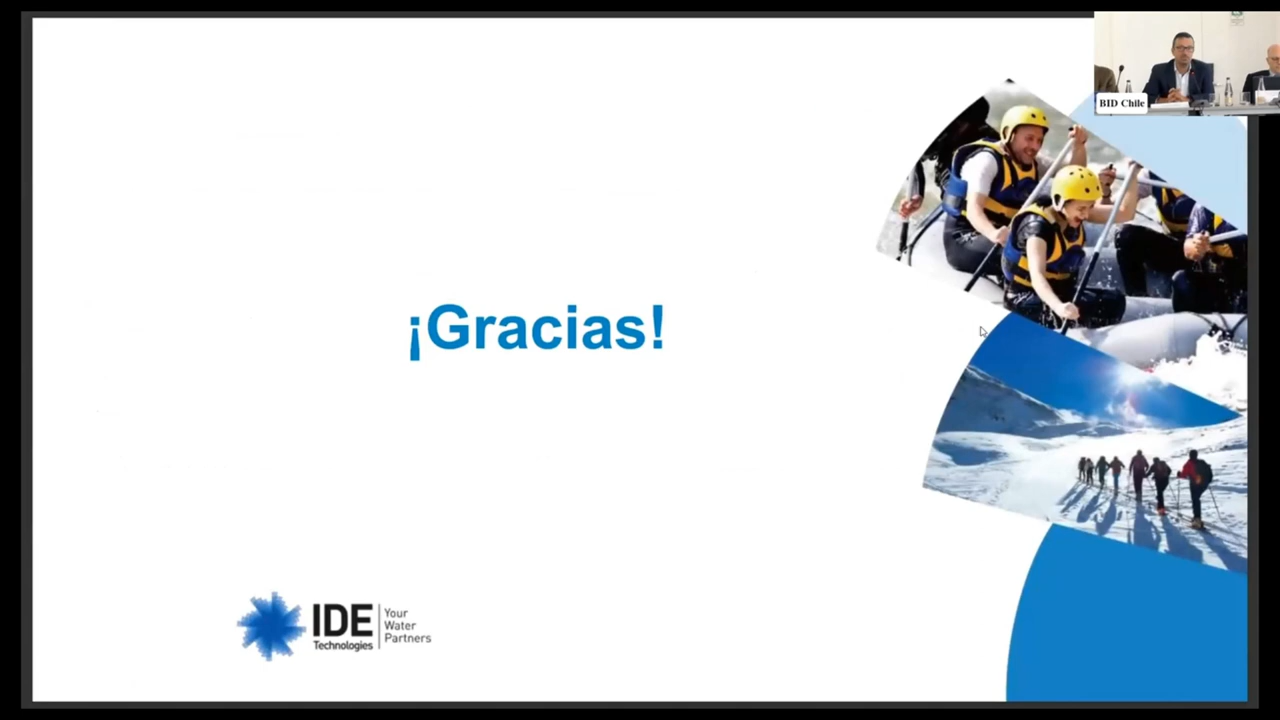 BID Chile
¡Gracias!
IDE
Technologies
Your
Water
Partners